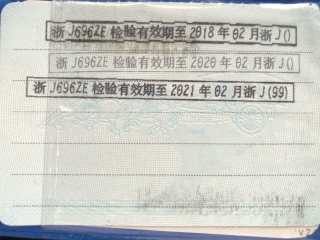 浙 J696ZE 检验有效期至 2018 年 02 月浙 J()
浙 J696ZE 检验有效期至 2020 年 02 月浙 J()
浙 J696ZE 检验有效期至 2021 年 02 月浙 J(99)